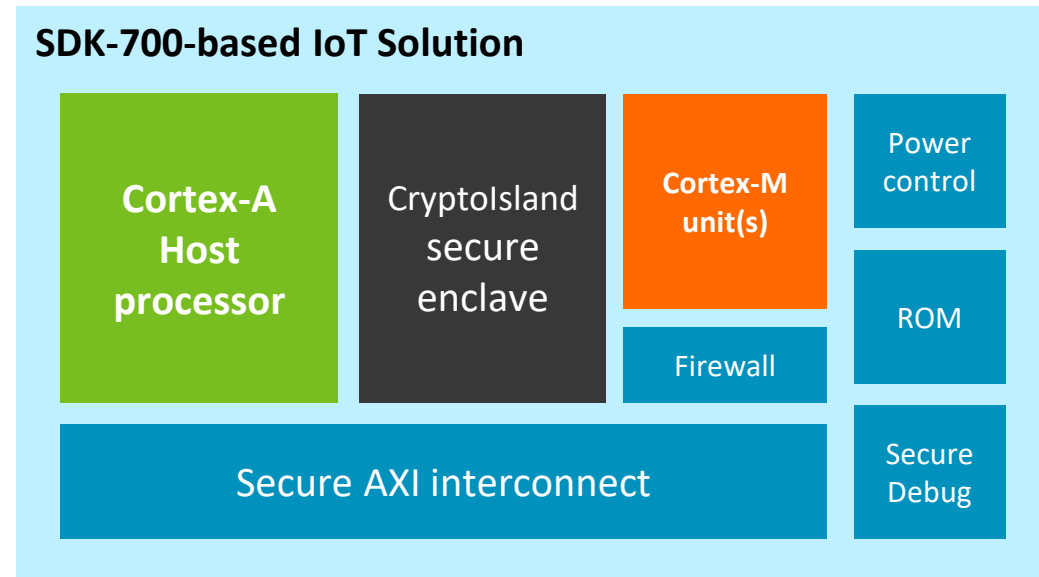 SDK-700-based IoT Solution
Cortex-A
Host
processor
CryptoIsland
secure
enclave
Cortex-M
unit(s)
Firewall
Secure AXI interconnect
Power
control
ROM
Secure
Debug